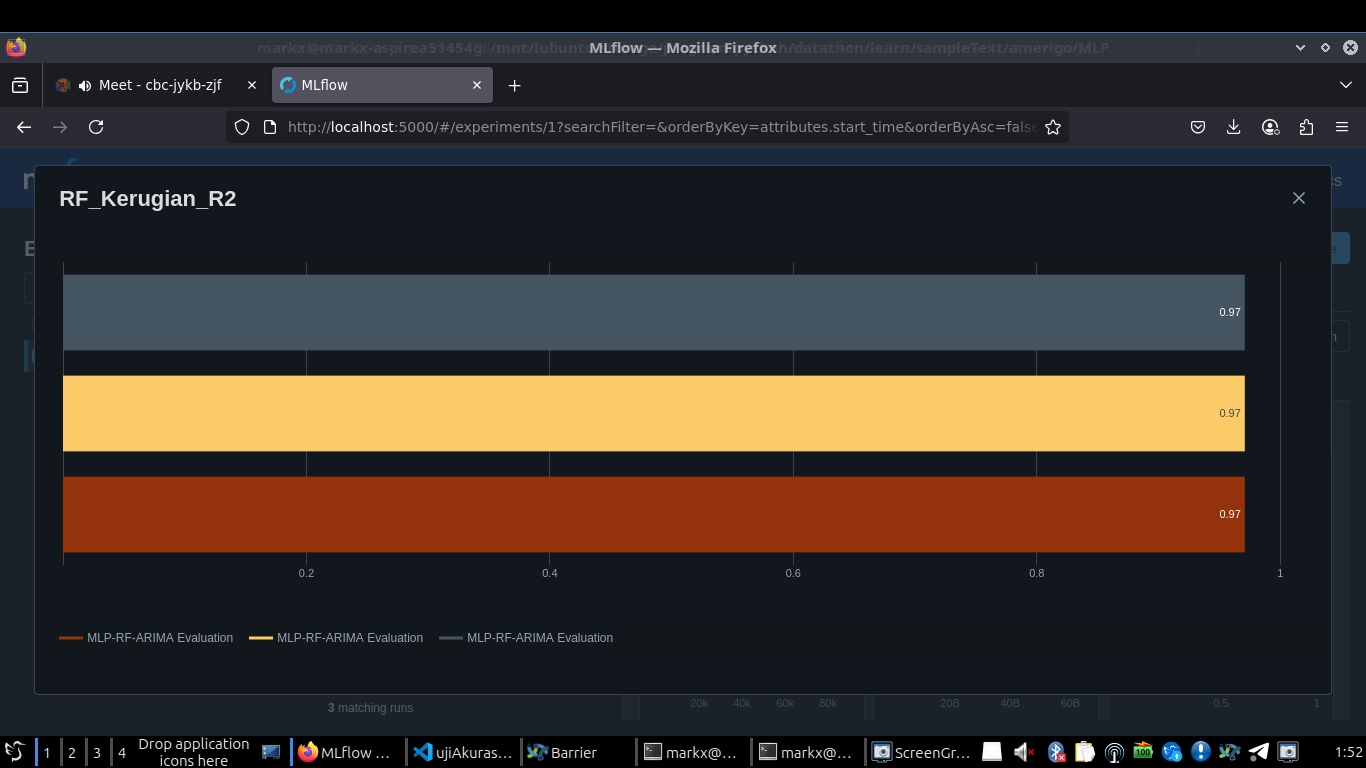 markx@markx-aspirea51454g: /mnt/lubunt
MLflow — Mozilla Firefox
n/datathon/learn/sampleText/amerigo/MLP
Meet - cbc-jykb-zjf
MLflow
http://localhost:5000/#/experiments/1?searchFilter=&orderByKey=attributes.start_time&orderByAsc=false
RF_Kerugian_R2
0.97
0.97
0.97
0.2 0.4 0.6 0.8 1
MLP-RF-ARIMA Evaluation MLP-RF-ARIMA Evaluation MLP-RF-ARIMA Evaluation
3 matching runs
20k 40k 60k 80k 20B 40B 60B 0.5 1
1 2 3 4 Drop application icons here MLflow ... ujiAkuras... Barrier markx@... markx@... ScreenGr... 100 1:52